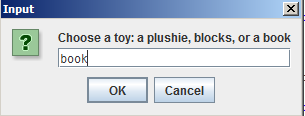 Input
Choose a toy: a plushie, blocks, or a book
?
book
OK
Cancel